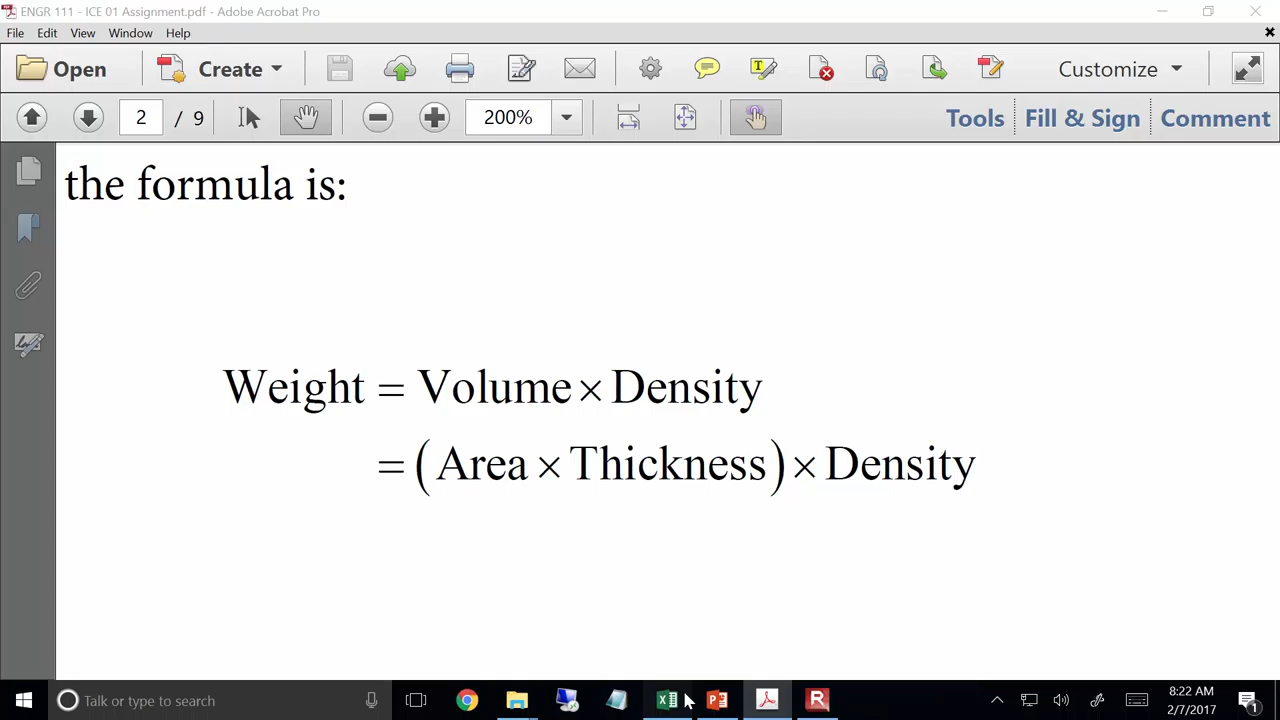 ENGR 111 - ICE 01 Assignment.pdf - Adobe Acrobat Pro
File Edit View Window Help
Open Create Customize
2 / 9 200% Tools Fill & Sign Comment
the formula is:
Weight = Volume × Density
= (Area × Thickness) × Density
Talk or type to search
8:22 AM
2/7/2017
1